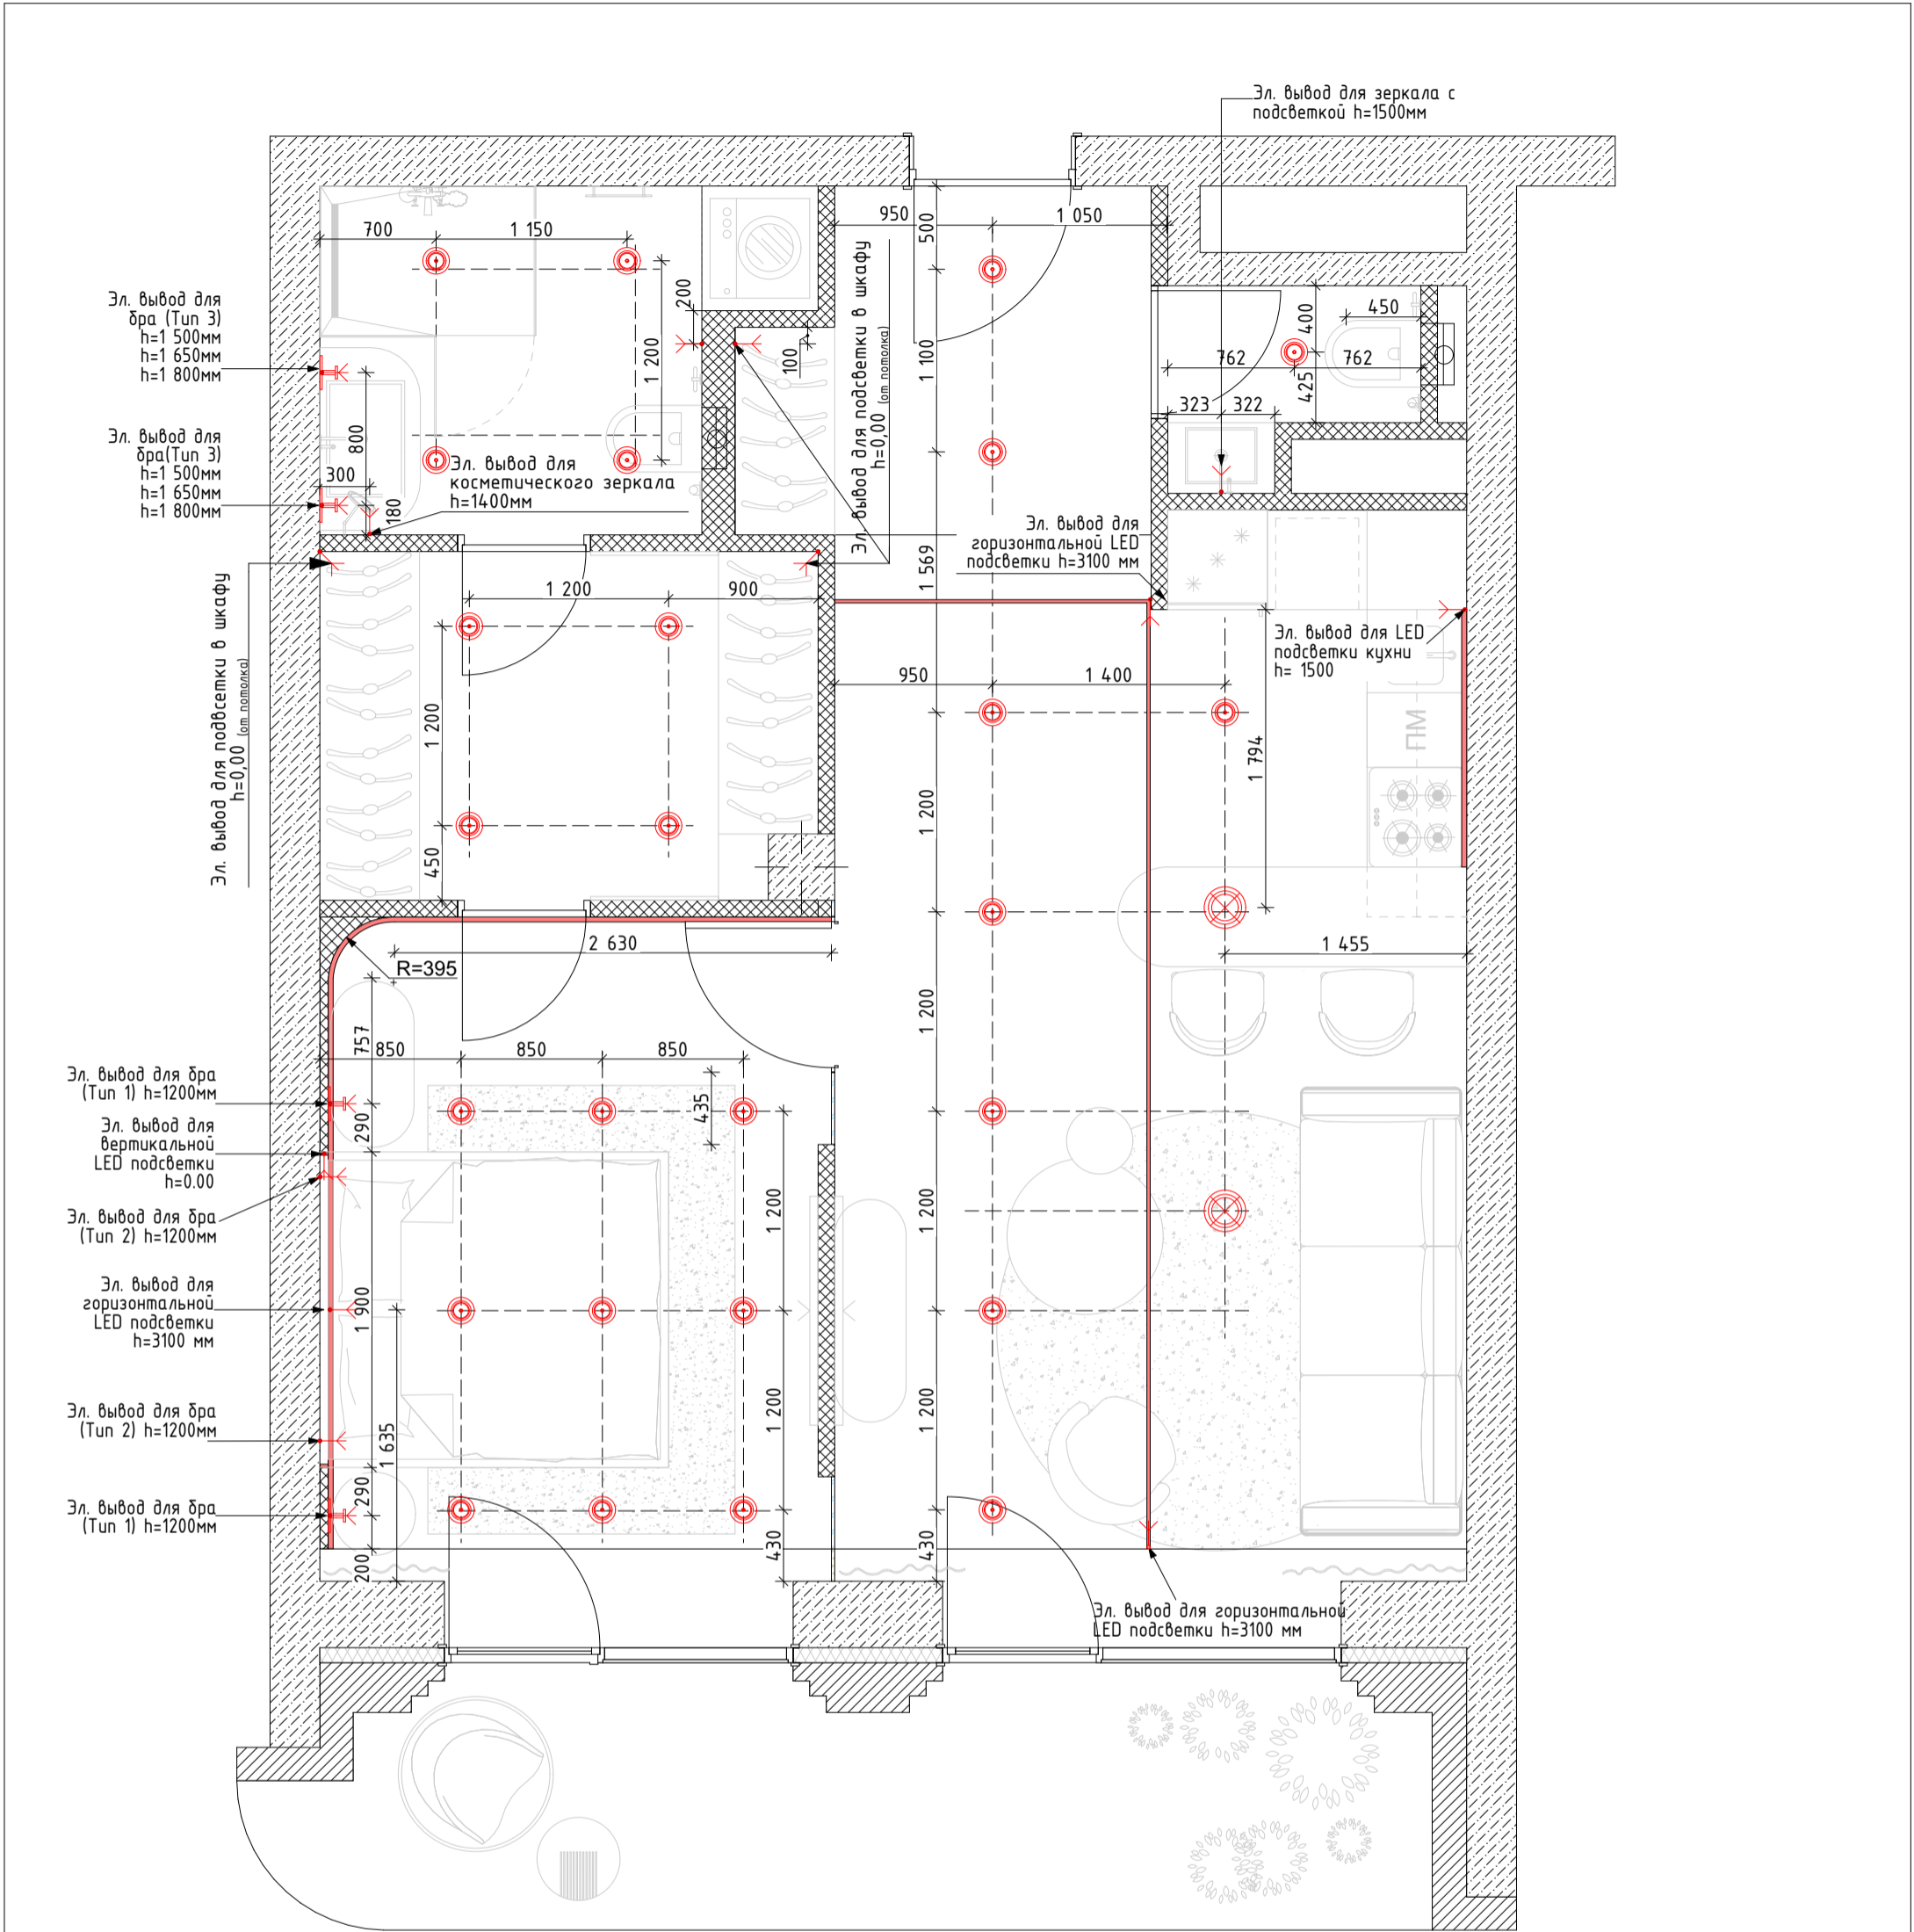 Эл. вывод для зеркала с
подсветкой h=1500мм
950
1 050
500
700
1 150
Эл. вывод для
бра (Тип 3)
h=1 500мм
h=1 650мм
h=1 800мм
200
100
1 200
1 100
Эл. вывод для подсветки в шкафу
h=0,00 (от потолка)
400
450
762
762
425
323
322
Эл. вывод для
бра(Тип 3)
h=1 500мм
h=1 650мм
h=1 800мм
800
300
180
Эл. вывод для
косметического зеркала
h=1400мм
Эл. вывод для
горизонтальной LED
подсветки h=3100 мм
1 569
Эл. вывод для подвсетки в шкафу
h=0,00 (от потолка)
1 200
900
Эл. вывод для LED
подсветки кухни
h= 1500
950
1 400
1 200
1 794
ПМ
1 200
450
1 455
2 630
R=395
757
1 200
850
850
850
Эл. вывод для бра
(Тип 1) h=1200мм
435
290
Эл. вывод для
вертикальной
LED подсветки
h=0.00
1 200
1 200
Эл. вывод для бра
(Тип 2) h=1200мм
Эл. вывод для
горизонтальной
LED подсветки
h=3100 мм
1 900
1 635
1 200
1 200
Эл. вывод для бра
(Тип 2) h=1200мм
290
Эл. вывод для бра
(Тип 1) h=1200мм
200
430
430
Эл. вывод для горизонтальной
LED подсветки h=3100 мм